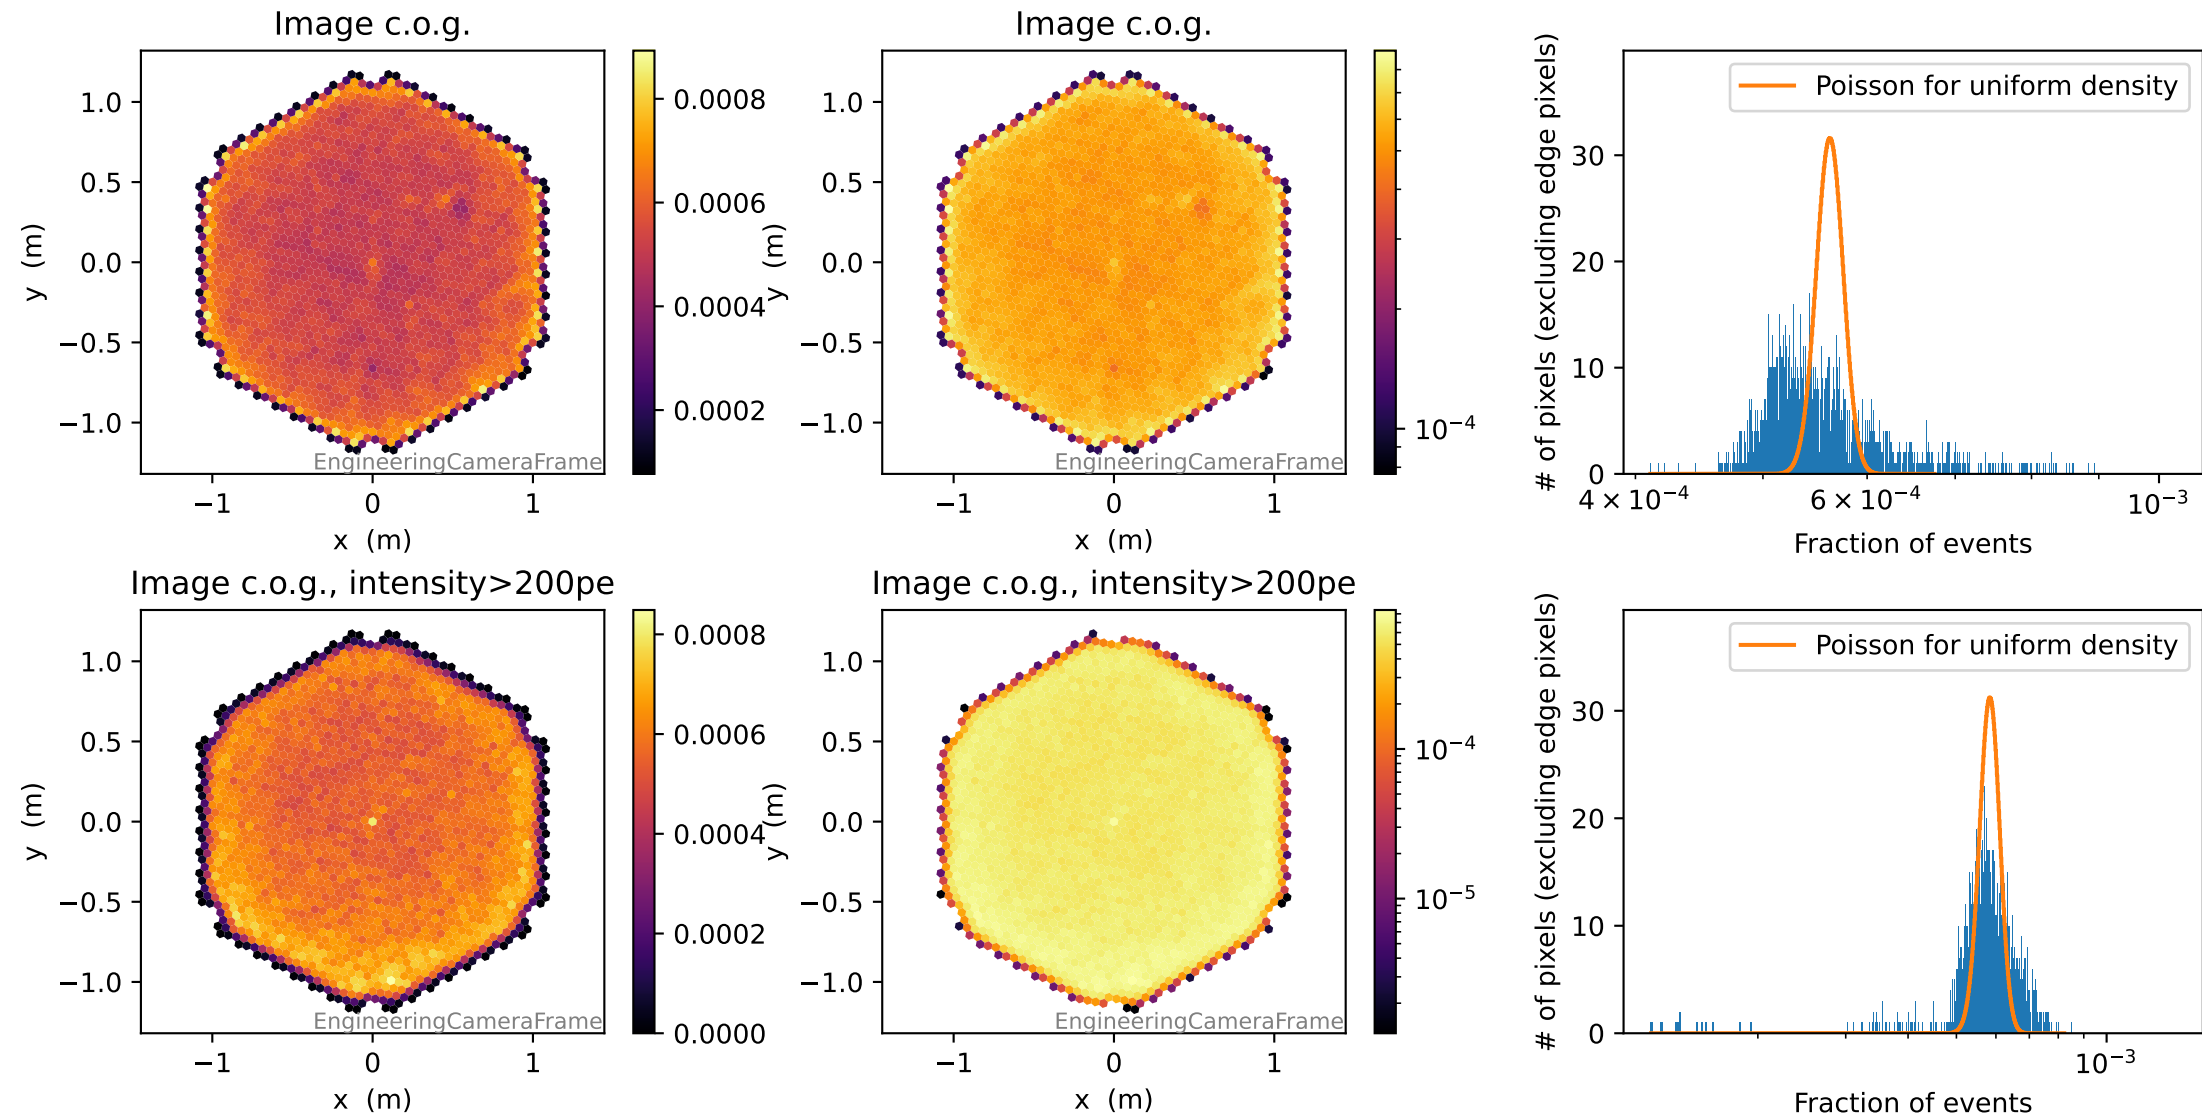 Image c.o.g.
1.0
0.5
0.0
−0.5
−1.0
y (m)
−1
0
1
x (m)
EngineeringCameraFrame
0.0008
0.0006
0.0004
0.0002
Image c.o.g.
1.0
0.5
0.0
−0.5
−1.0
y (m)
−1
0
1
x (m)
EngineeringCameraFrame
10⁻⁴
Poisson for uniform density
# of pixels (excluding edge pixels)
30
20
10
0
4 × 10⁻⁴
6 × 10⁻⁴
10⁻³
Fraction of events
Image c.o.g., intensity>200pe
1.0
0.5
0.0
−0.5
−1.0
y (m)
−1
0
1
x (m)
EngineeringCameraFrame
0.0008
0.0006
0.0004
0.0002
0.0000
Image c.o.g., intensity>200pe
1.0
0.5
0.0
−0.5
−1.0
y (m)
−1
0
1
x (m)
EngineeringCameraFrame
10⁻⁴
10⁻⁵
Poisson for uniform density
# of pixels (excluding edge pixels)
30
20
10
0
10⁻³
Fraction of events